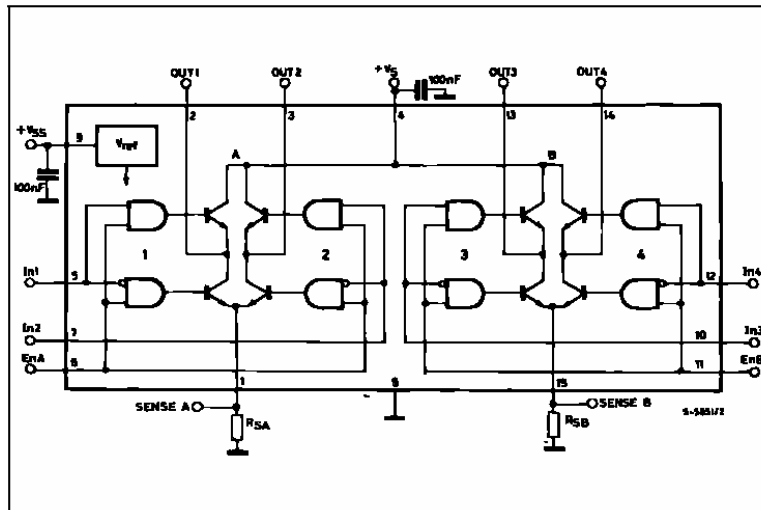 OUT1 OUT2 +Vs 100nF OUT3 OUT4
2 3 4 13 14
+Vss 9 Vref
100nF
A B
1 2 3 4
In1 5 12 In4
In2 7 10 In3
EnA 6 11 EnB
1 8 15
SENSE A RSA RSB SENSE B